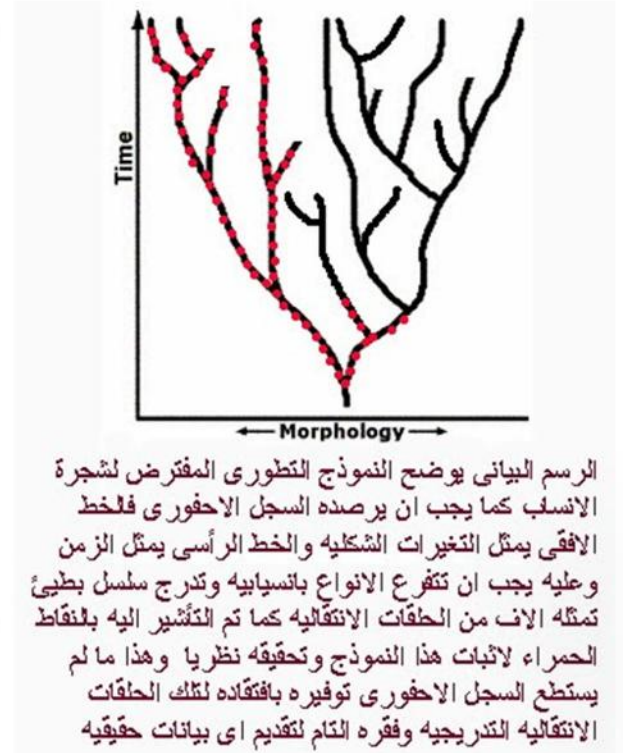 Time
Morphology
الرسم البيانى يوضح النموذج التطورى المفترض لشجرة
الانساب كما يجب ان يرصده السجل الاحفورى فالخط
الافقى يمثل التغيرات الشكليه والخط الرأسى يمثل الزمن
وعليه يجب ان تتفرع الانواع بانسيابيه وتدرج سلسل بطيئ
تمثله الاف من الحلقات الانتقاليه كما تم التأشير اليه بالنقاط
الحمراء لاثبات هذا النموذج وتحقيقه نظريا وهذا ما لم
يستطع السجل الاحفورى توفيره بافتقاده لتلك الحلقات
الانتقاليه التدريجيه وفقره التام لتقديم اى بيانات حقيقيه